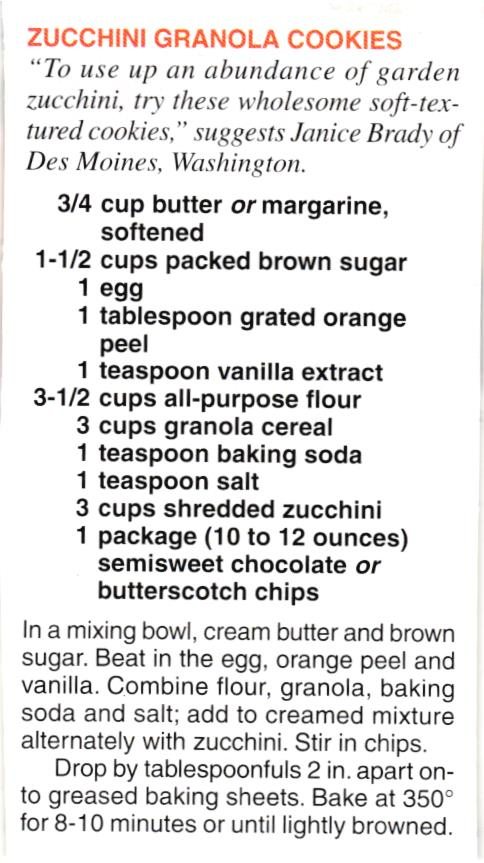 ZUCCHINI GRANOLA COOKIES
“To use up an abundance of garden
zucchini, try these wholesome soft-tex-
tured cookies,” suggests Janice Brady of
Des Moines, Washington.
3/4 cup butter or margarine,
softened
1-1/2 cups packed brown sugar
1 egg
1 tablespoon grated orange
peel
1 teaspoon vanilla extract
3-1/2 cups all-purpose flour
3 cups granola cereal
1 teaspoon baking soda
1 teaspoon salt
3 cups shredded zucchini
1 package (10 to 12 ounces)
semisweet chocolate or
butterscotch chips
In a mixing bowl, cream butter and brown
sugar. Beat in the egg, orange peel and
vanilla. Combine flour, granola, baking
soda and salt; add to creamed mixture
alternately with zucchini. Stir in chips.
Drop by tablespoonfuls 2 in. apart on-
to greased baking sheets. Bake at 350°
for 8-10 minutes or until lightly browned.